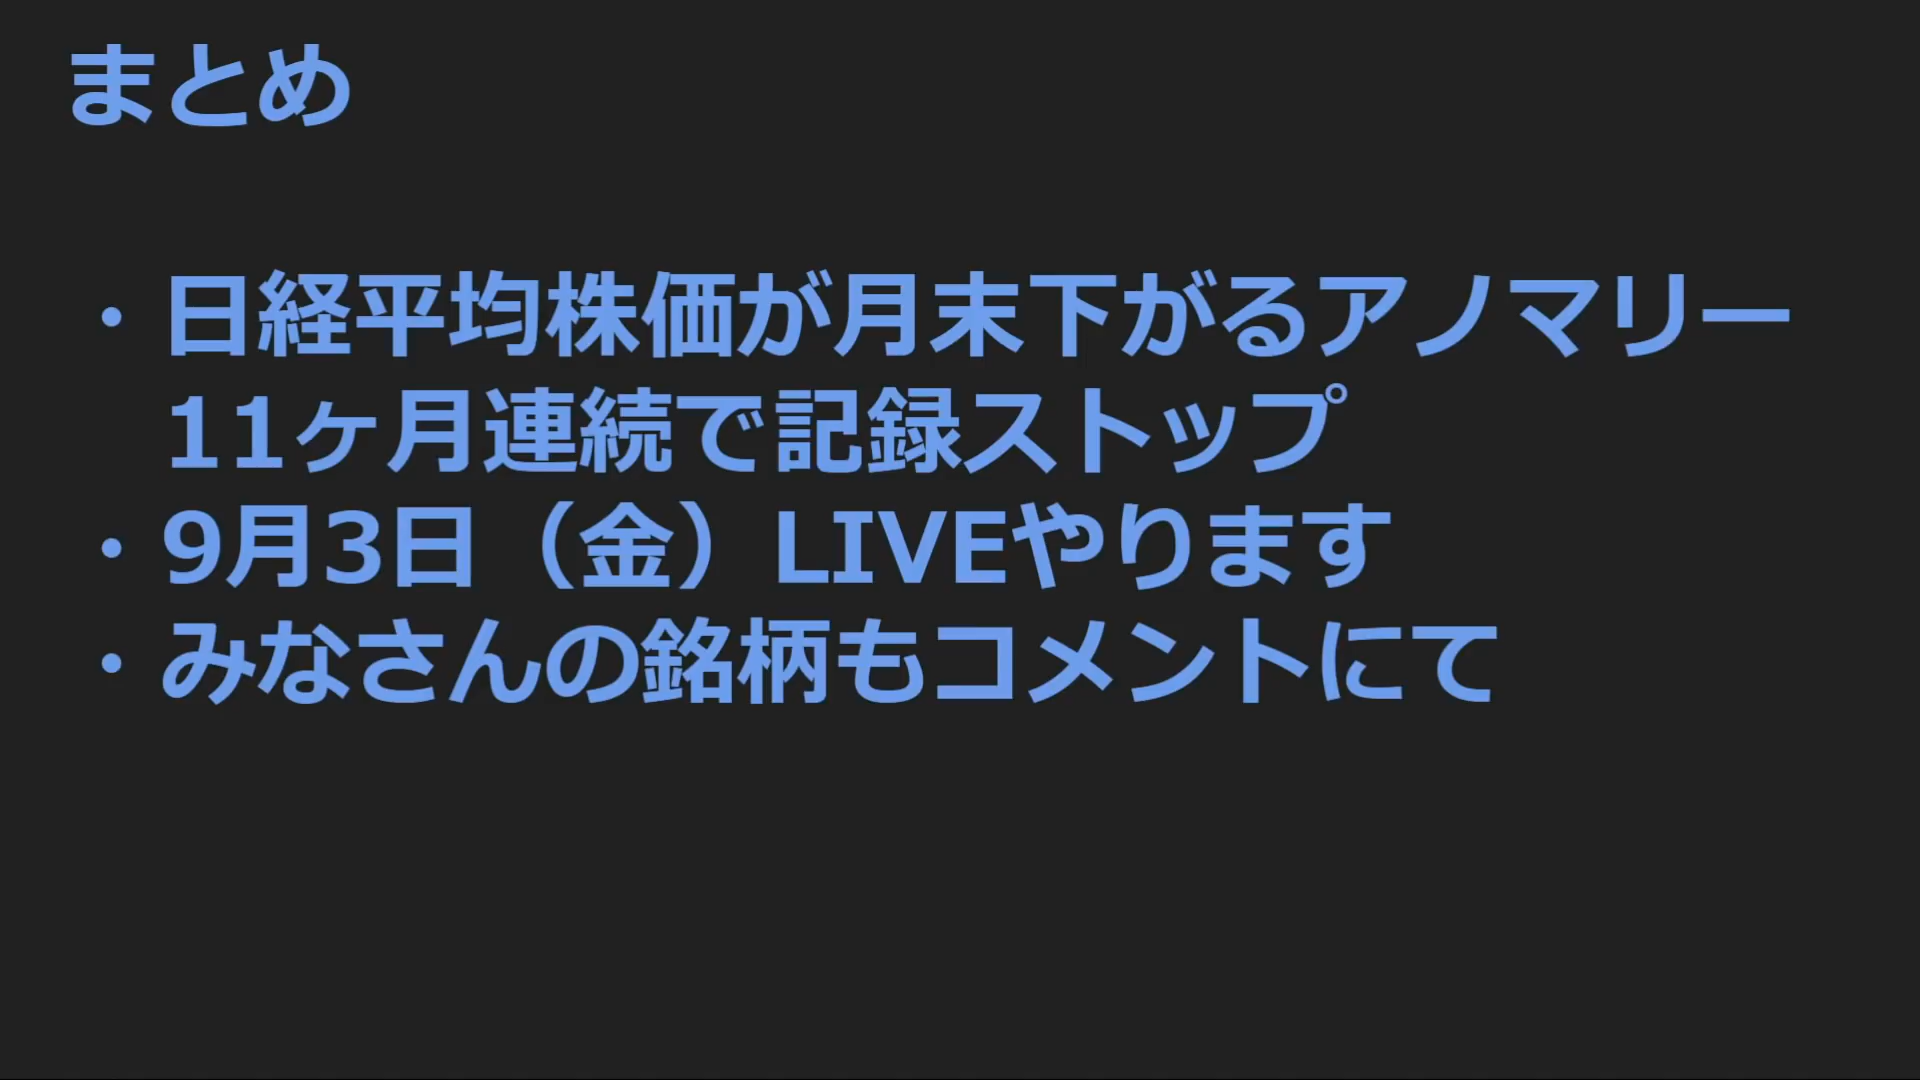 まとめ
・日経平均株価が月末下がるアノマリー
11ヶ月連続で記録ストップ
・9月3日（金）LIVEやります
・みなさんの銘柄もコメントにて